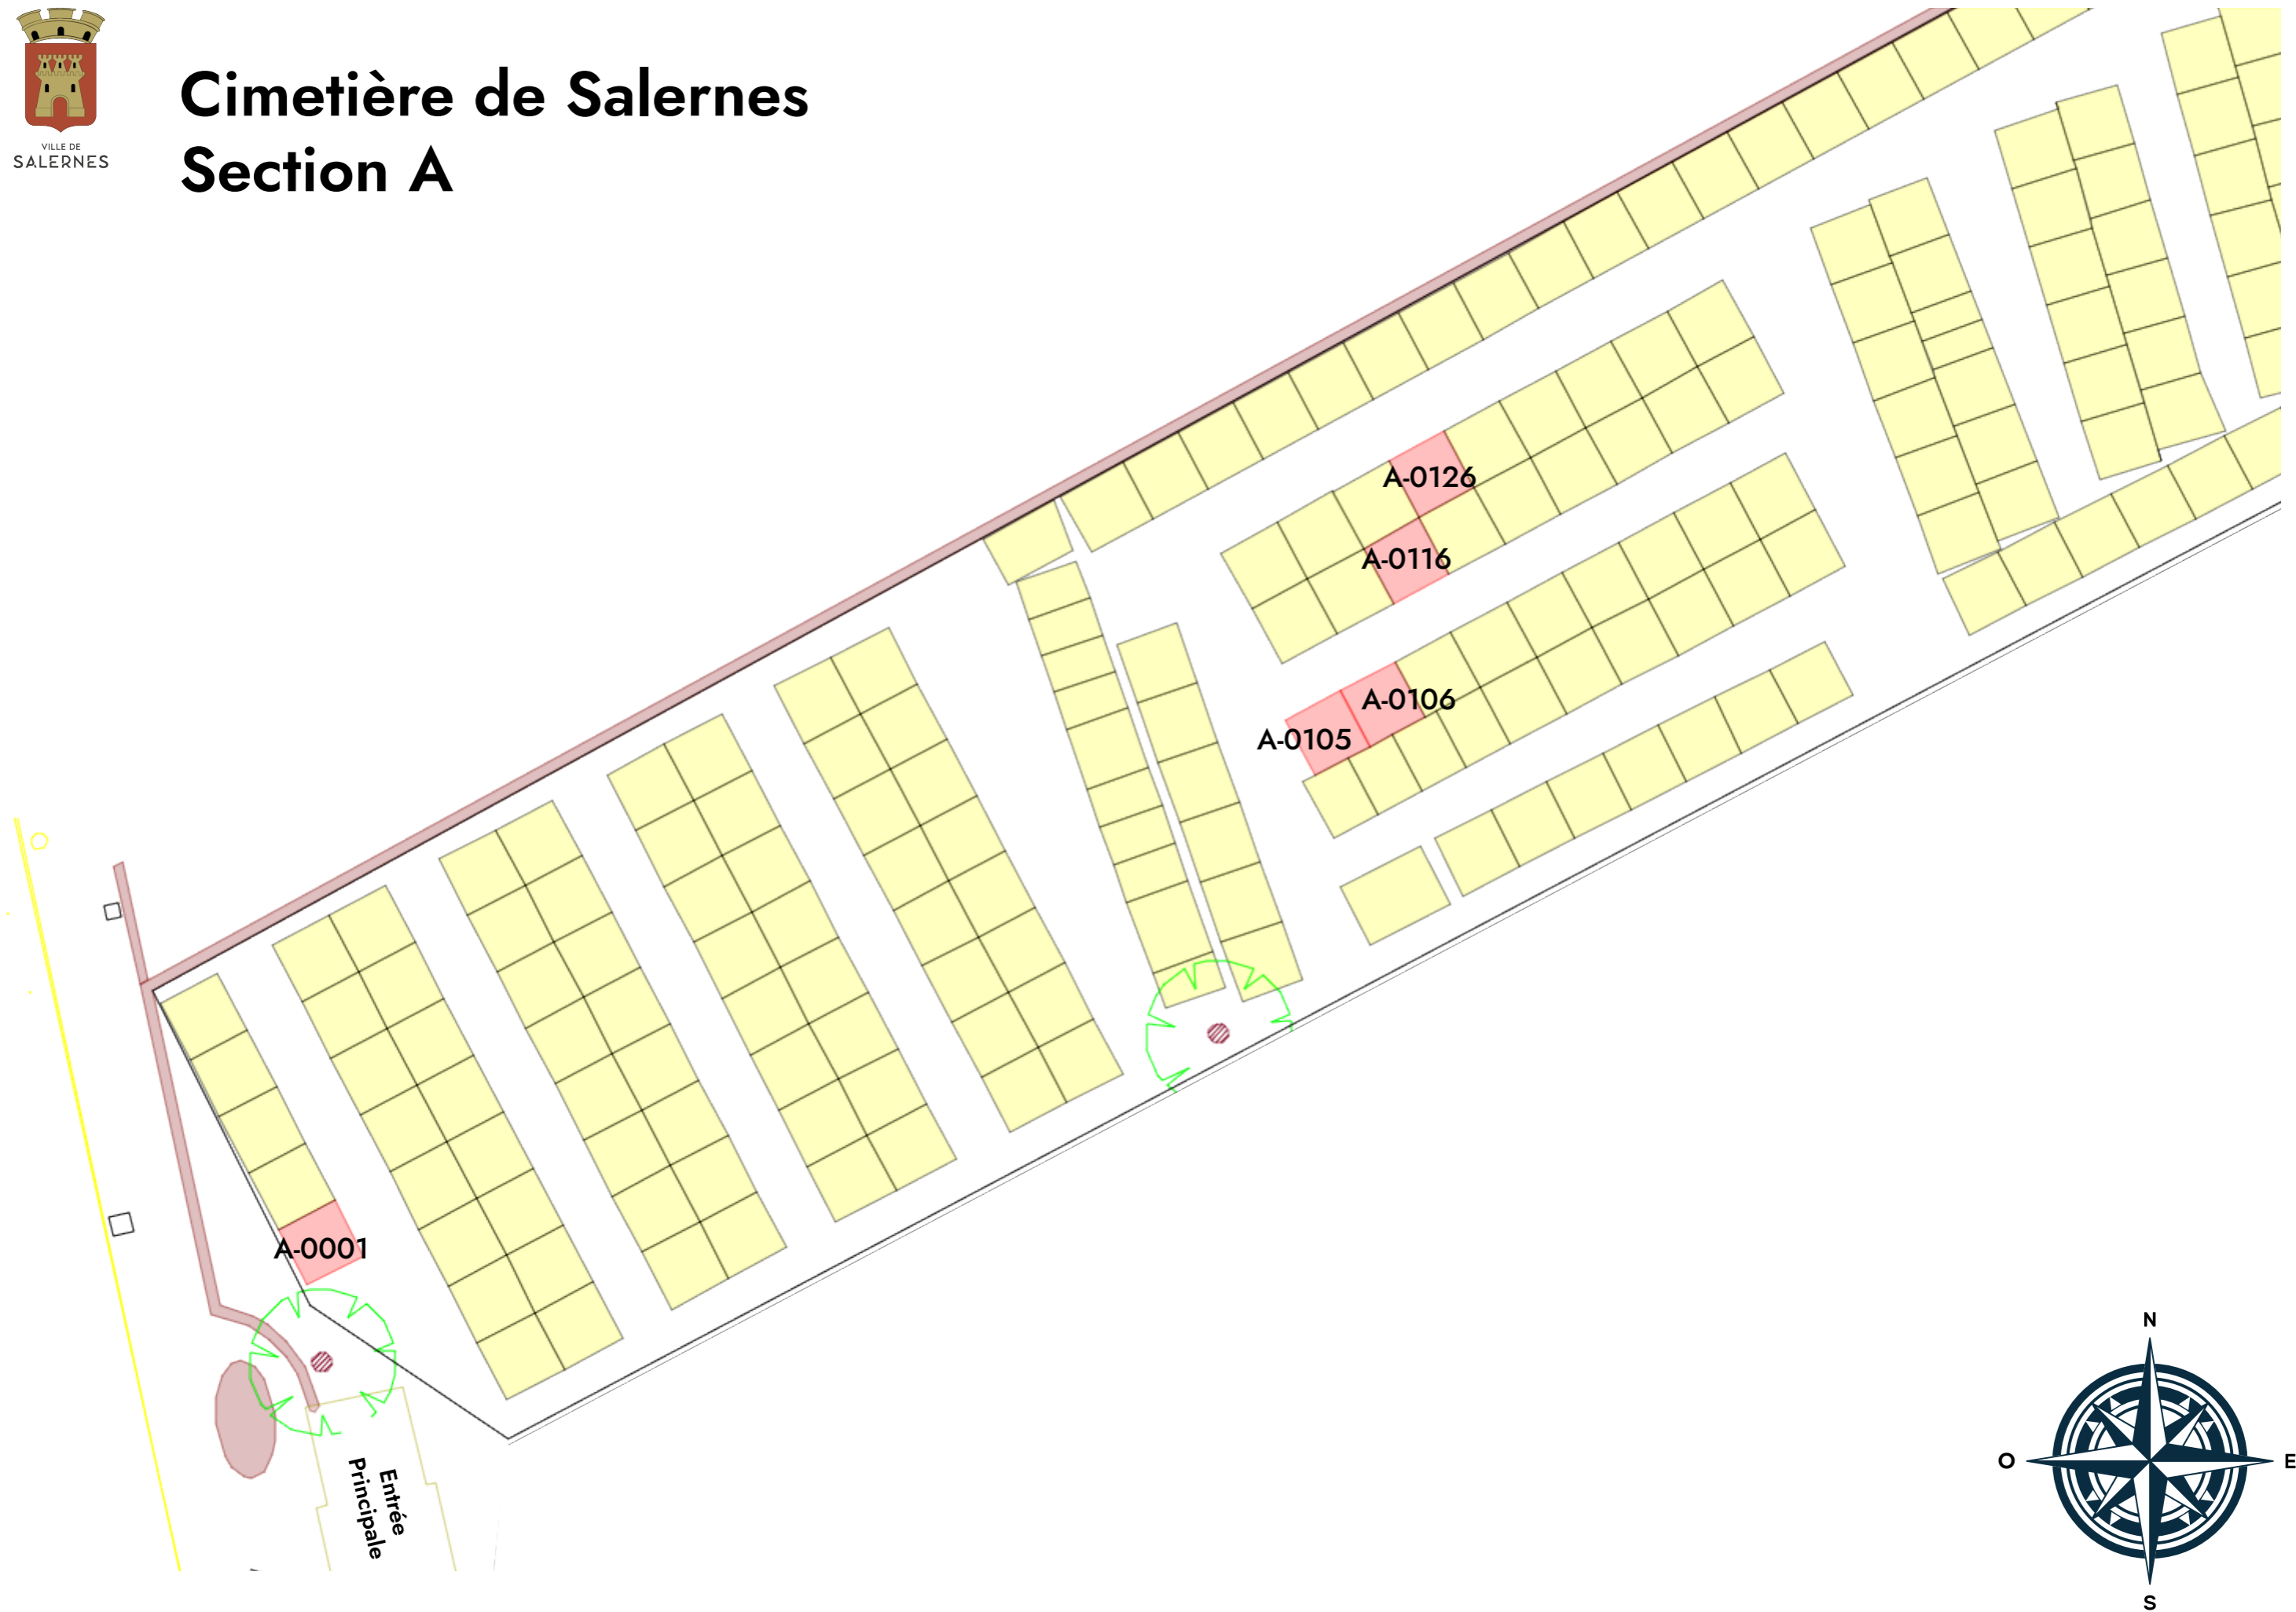 VILLE DE
SALERNES
Cimetière de Salernes
Section A
A-0126
A-0116
A-0106
A-0105
A-0001
Entrée
Principale
N
O
E
S